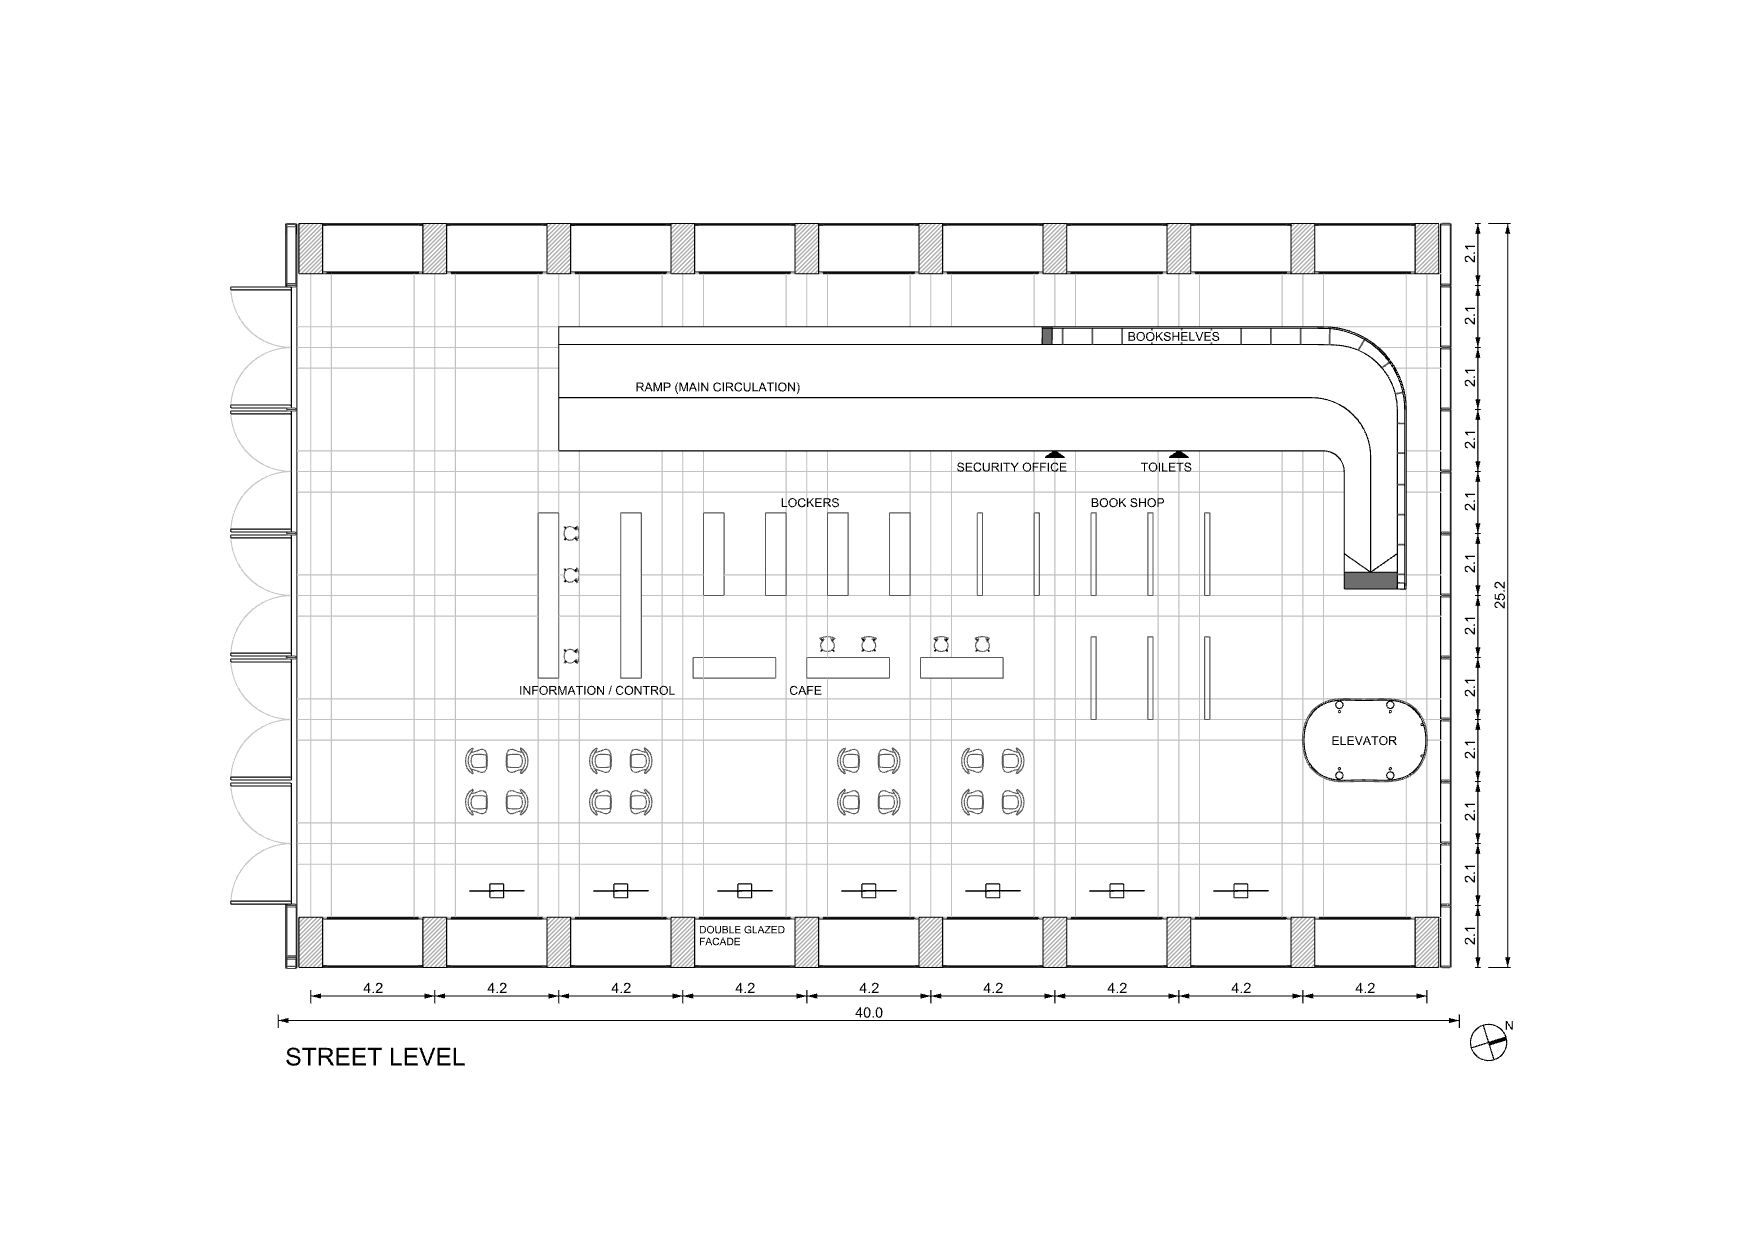 2.1
BOOKSHELVES
2.1
RAMP (MAIN CIRCULATION)
2.1
2.1
SECURITY OFFICE
TOILETS
LOCKERS
BOOK SHOP
2.1
2.1
25.2
2.1
INFORMATION / CONTROL
CAFE
2.1
ELEVATOR
2.1
2.1
2.1
DOUBLE GLAZED
FACADE
2.1
4.2 4.2 4.2 4.2 4.2 4.2 4.2 4.2 4.2
40.0
N
STREET LEVEL